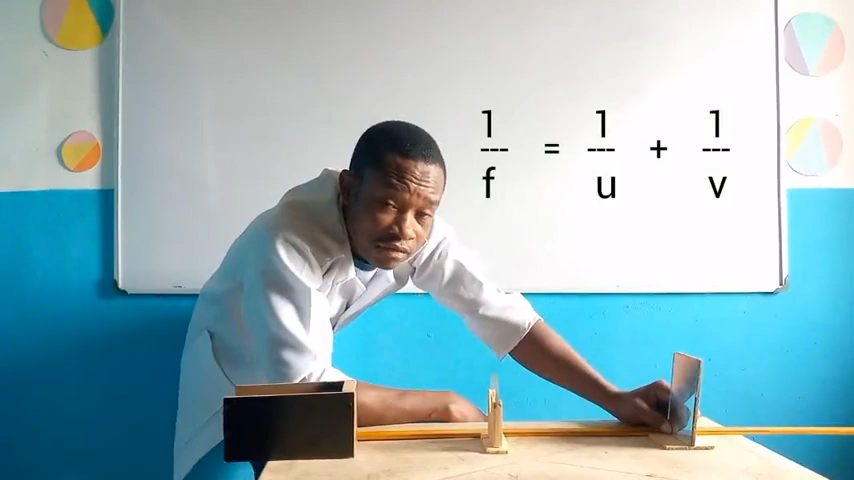 1 1 1
--- = --- + ---
f u v